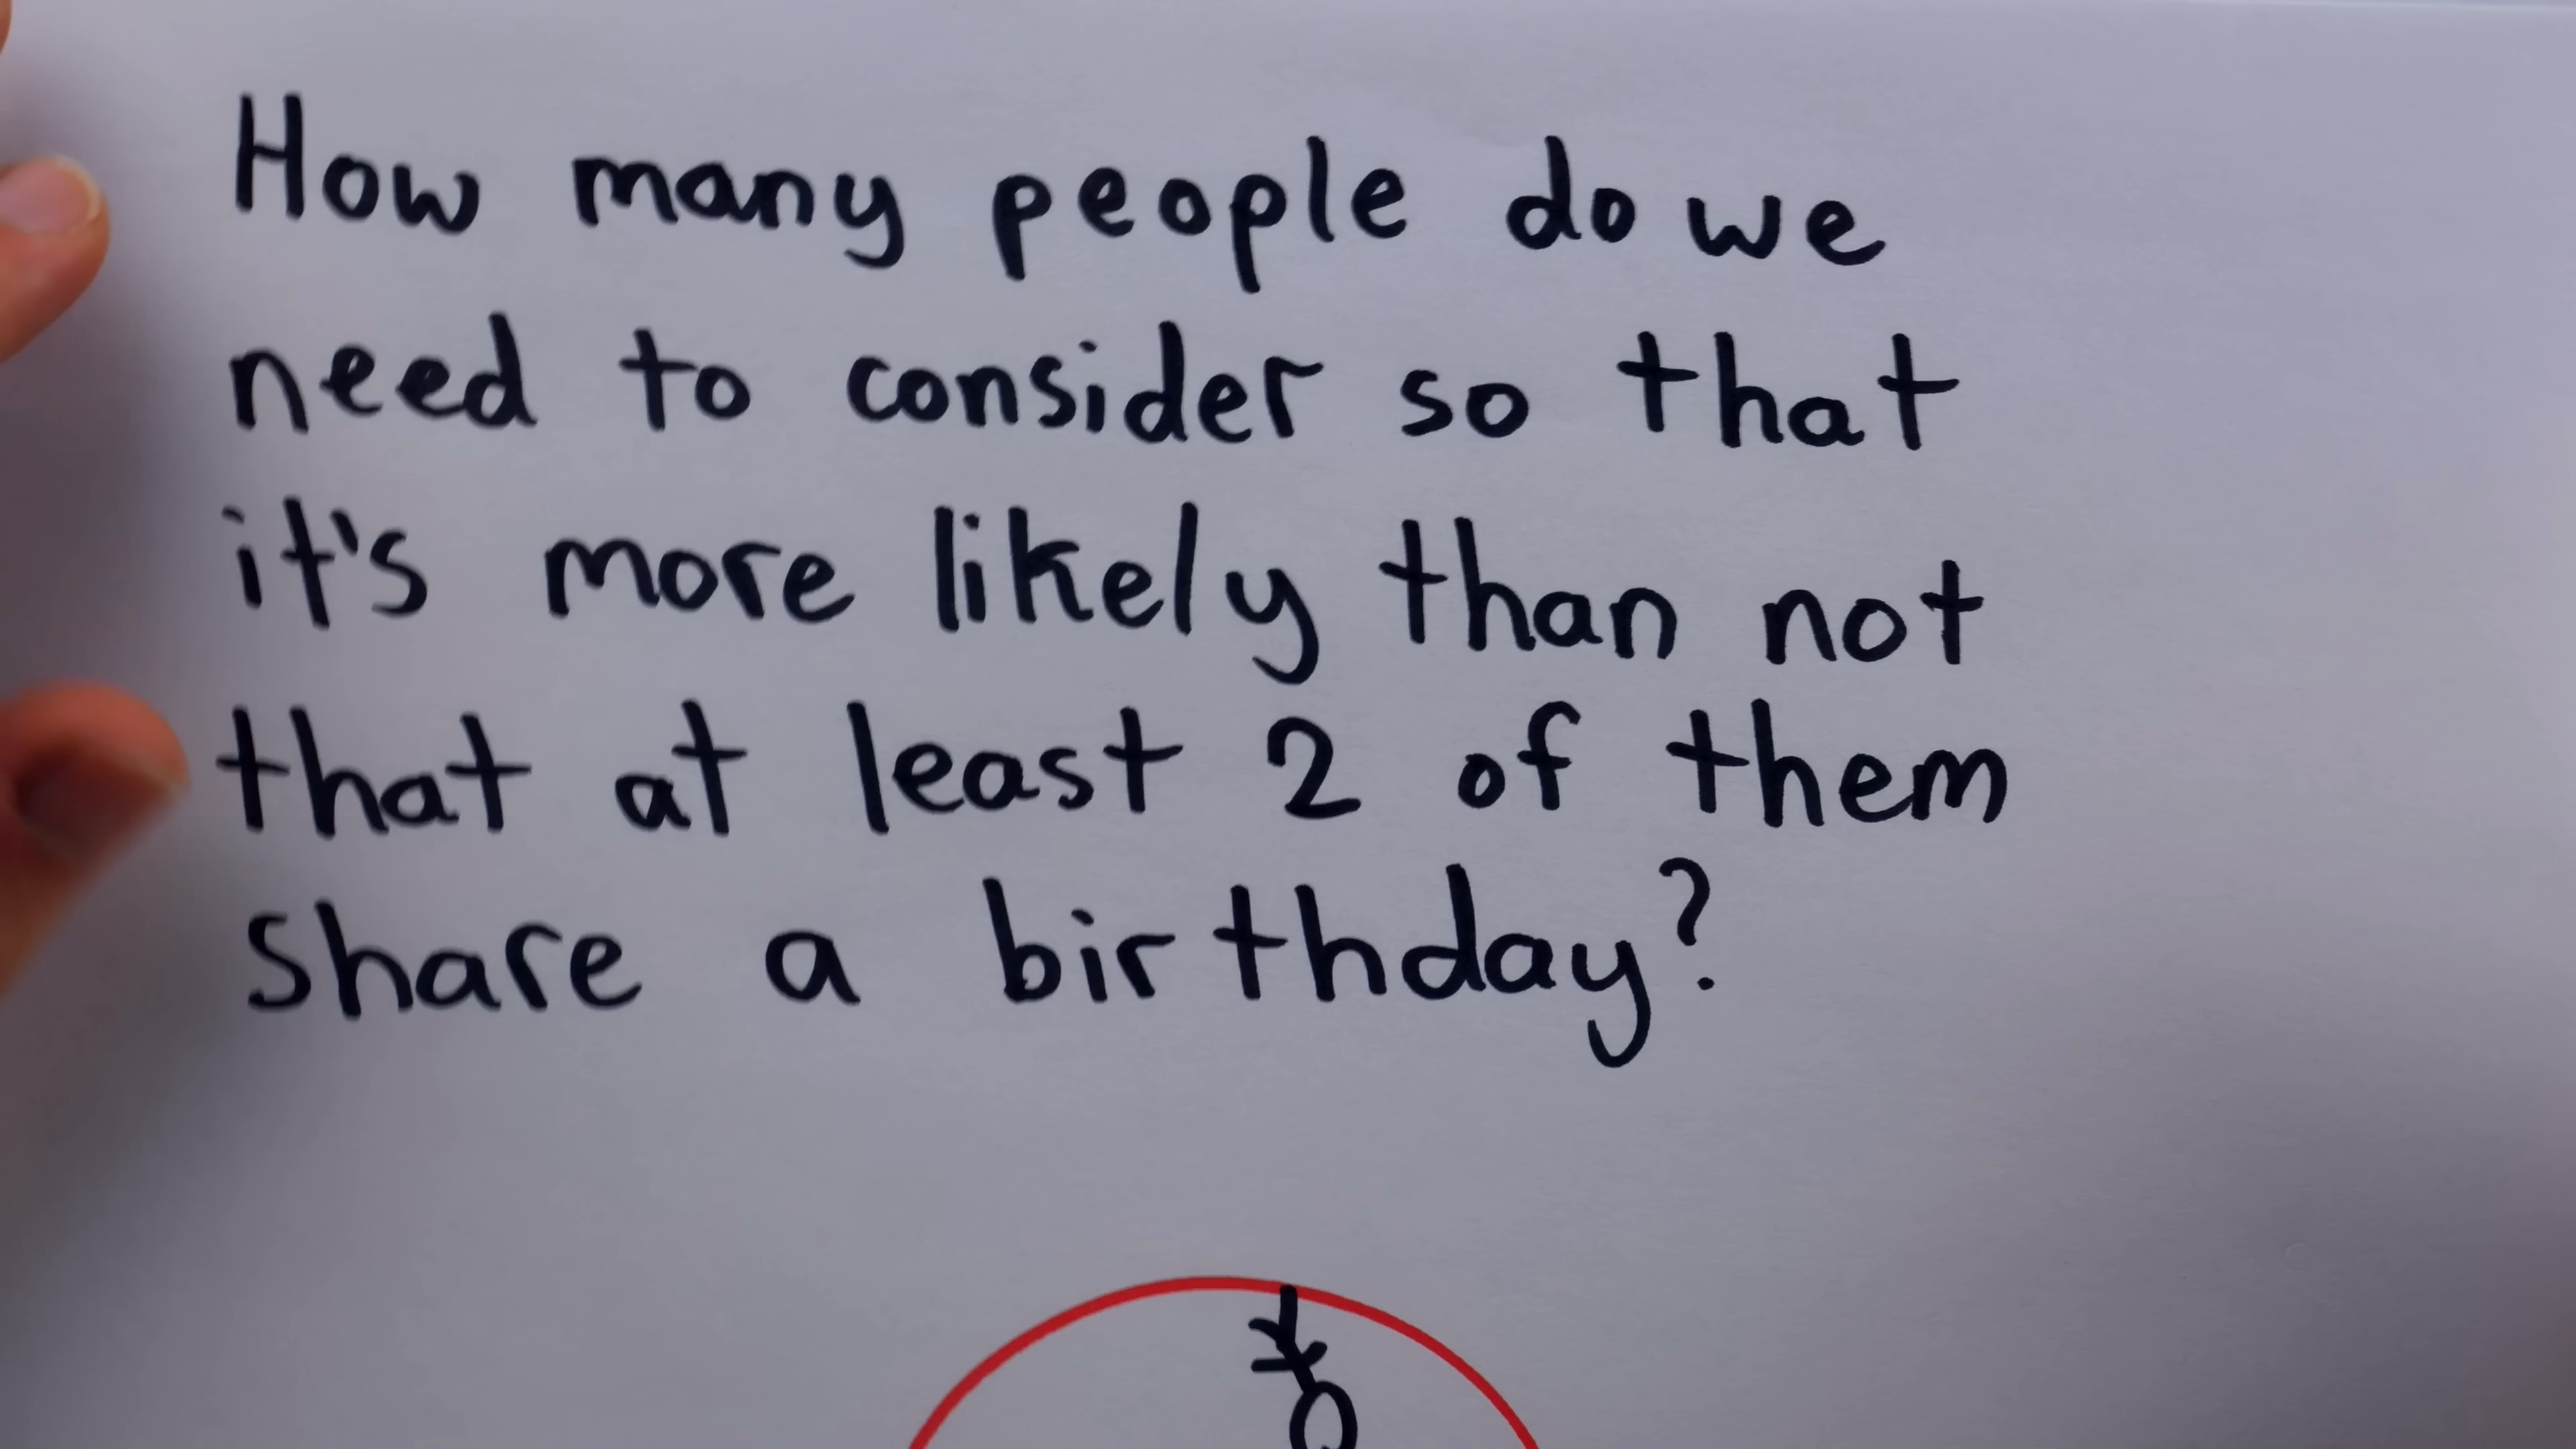 How many people do we
need to consider so that
it's more likely than not
that at least 2 of them
share a birthday?